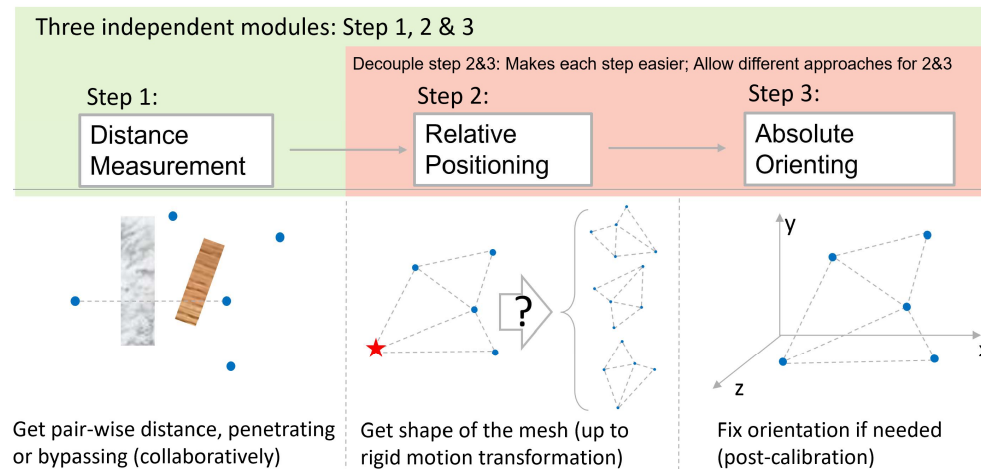 Three independent modules: Step 1, 2 & 3
Decouple step 2&3: Makes each step easier; Allow different approaches for 2&3
Step 1:
Step 2:
Step 3:
Distance
Measurement
Relative
Positioning
Absolute
Orienting
?
y
x
z
Get pair-wise distance, penetrating
or bypassing (collaboratively)
Get shape of the mesh (up to
rigid motion transformation)
Fix orientation if needed
(post-calibration)